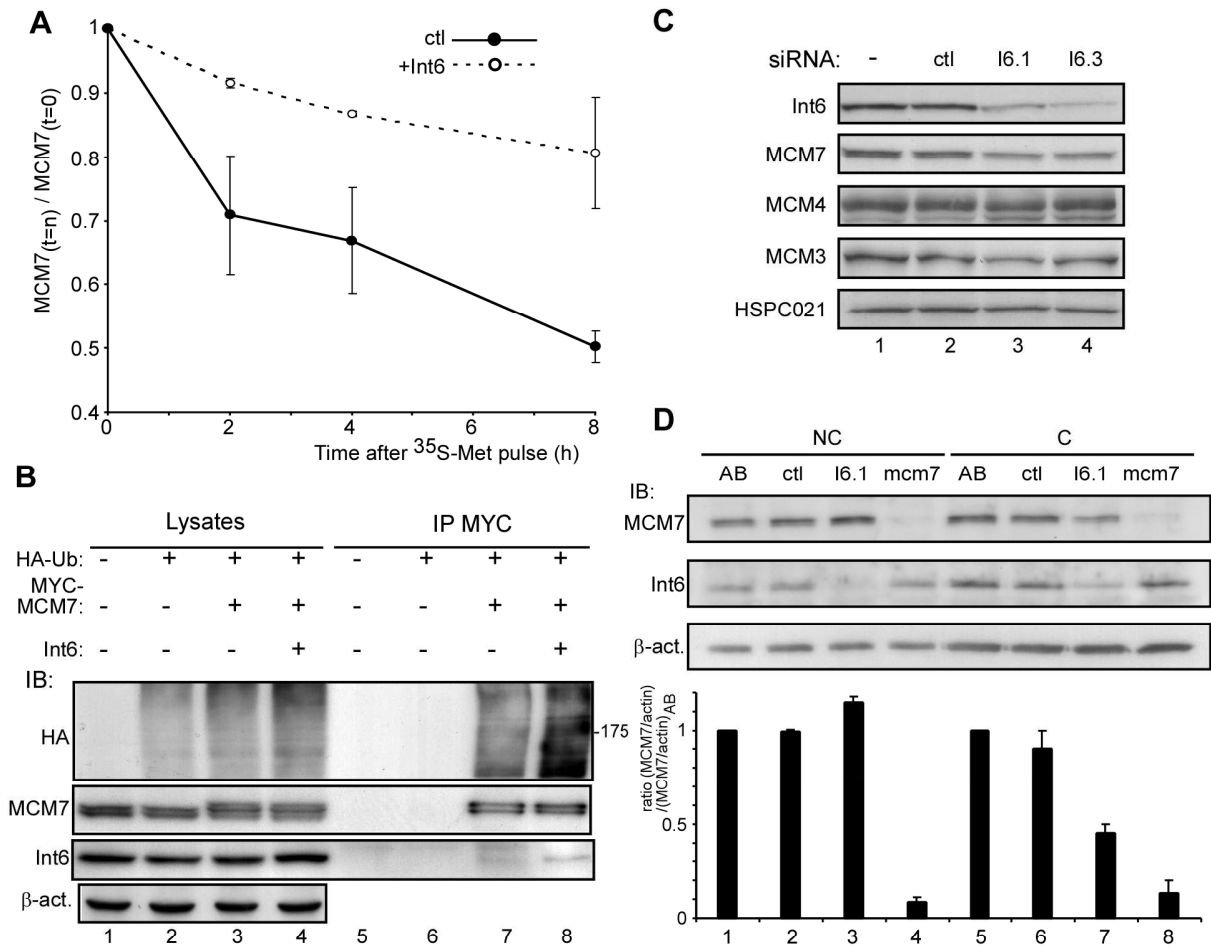 A
1
0.9
0.8
0.7
0.6
0.5
0.4
MCM7(t=n) / MCM7(t=0)
ctl
+Int6
0 2 4 6 8
Time after 35S-Met pulse (h)
B
Lysates IP MYC
HA-Ub: - + + + - + + +
MYC-
MCM7: - - + + - - + +
Int6: - - - + - - - +
IB:
HA
-175
MCM7
Int6
β-act.
1 2 3 4 5 6 7 8
C
siRNA: - ctl I6.1 I6.3
Int6
MCM7
MCM4
MCM3
HSPC021
1 2 3 4
D
NC C
AB ctl I6.1 mcm7 AB ctl I6.1 mcm7
IB:
MCM7
Int6
β-act.
ratio (MCM7/actin)
/(MCM7/actin)AB
1
0.5
0
1 2 3 4 5 6 7 8